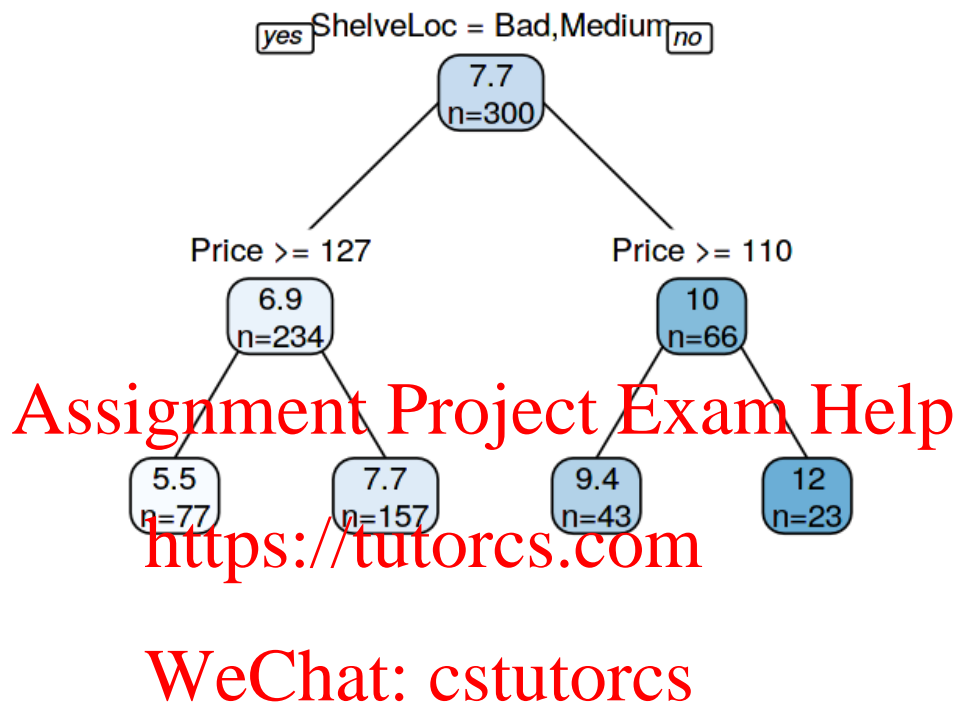 ShelveLoc = Bad,Medium
yes
no
7.7
n=300
Price >= 127
Price >= 110
6.9
n=234
10
n=66
Assignment Project Exam Help
5.5
n=77
7.7
n=157
9.4
n=43
12
n=23
https://tutorcs.com
WeChat: cstutorcs